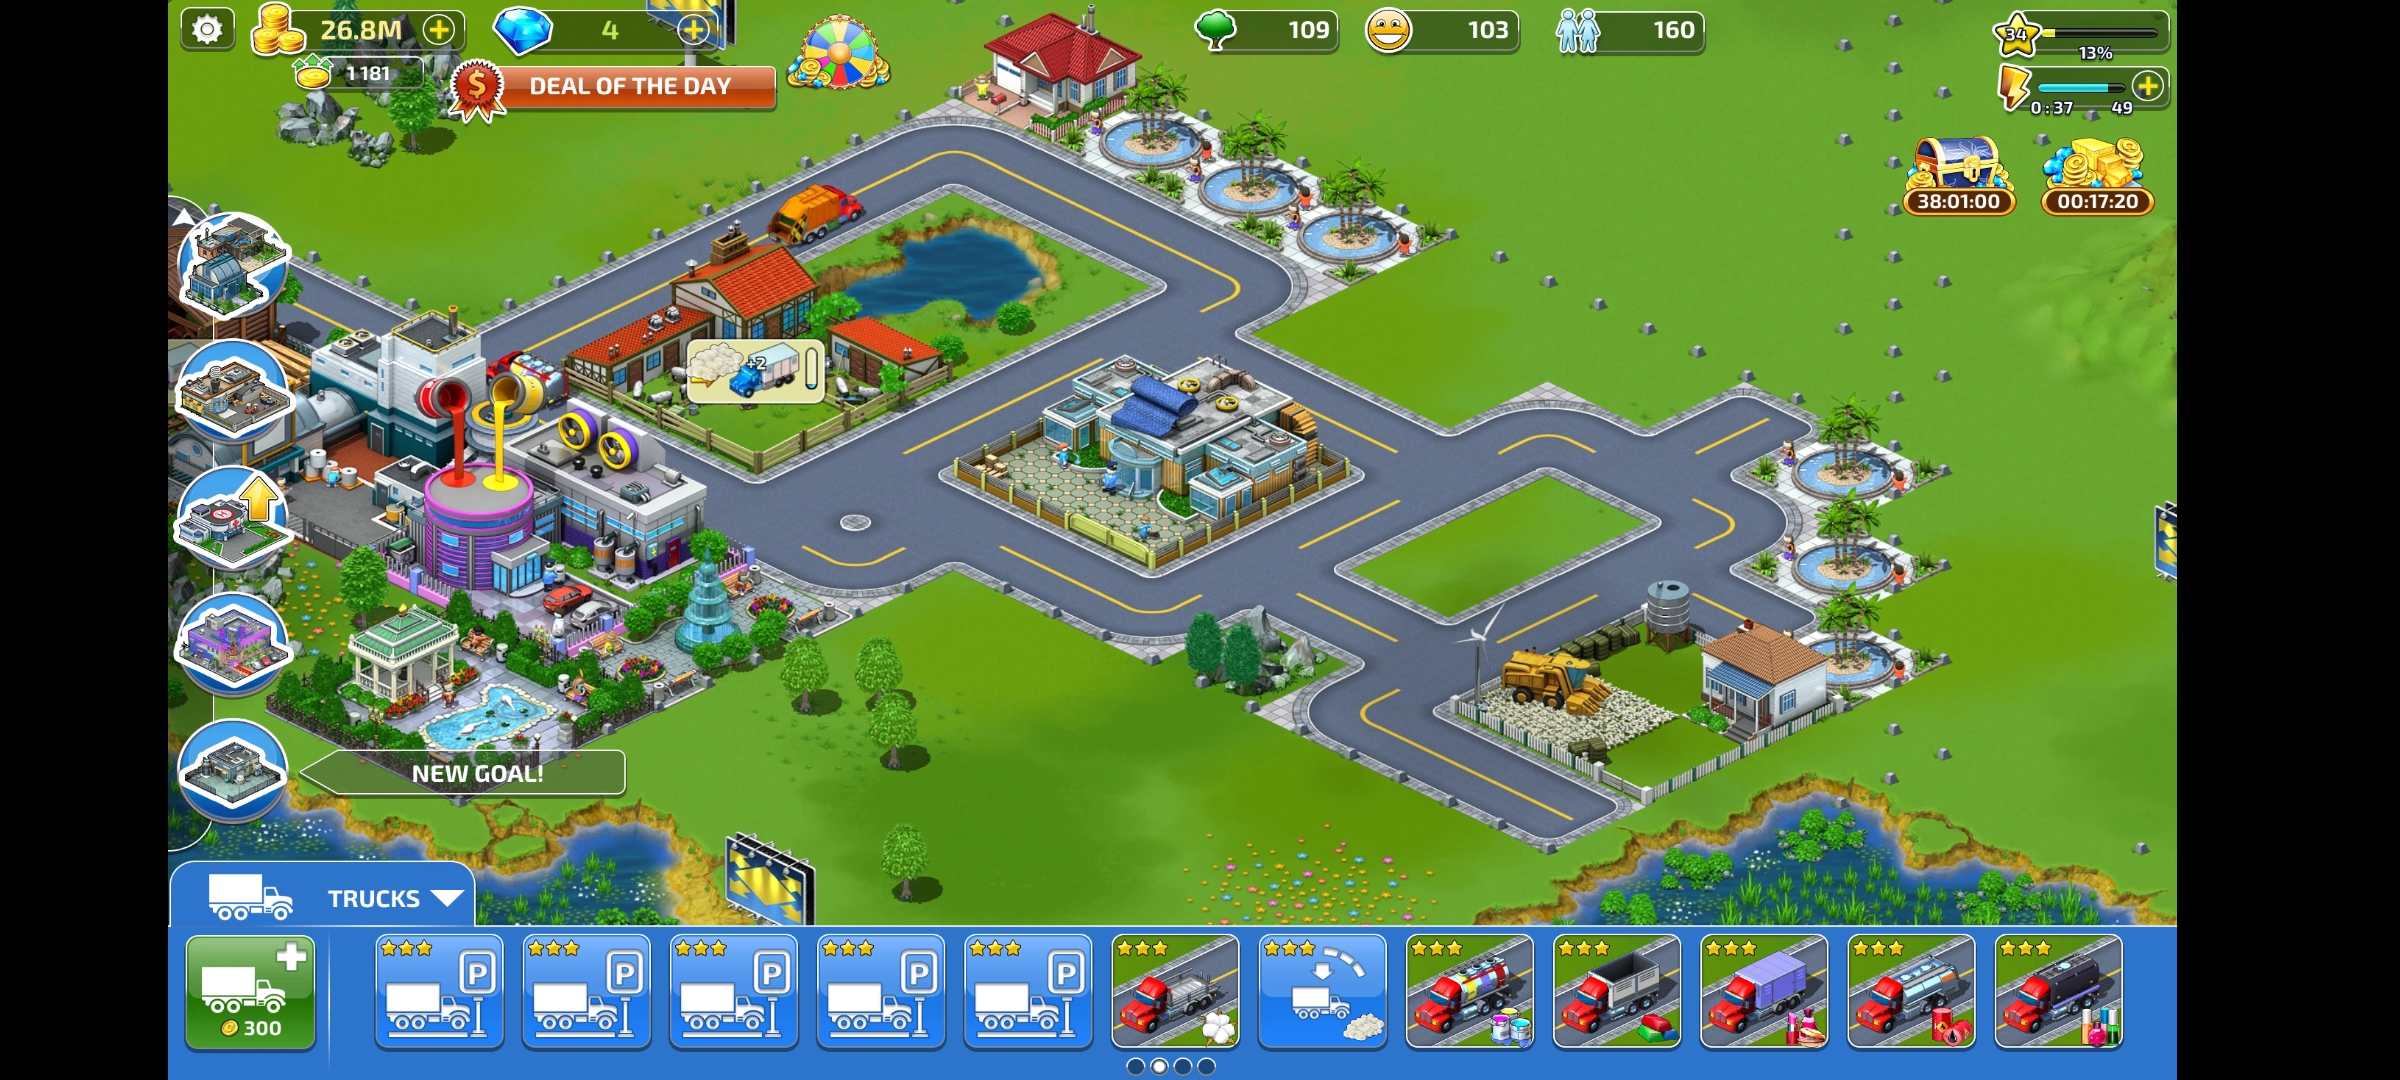 26.8M
4
109
103
160
34
13%
1 181
DEAL OF THE DAY
0:37
49
38:01:00
00:17:20
+2
NEW GOAL!
TRUCKS
300
P
P
P
P
P